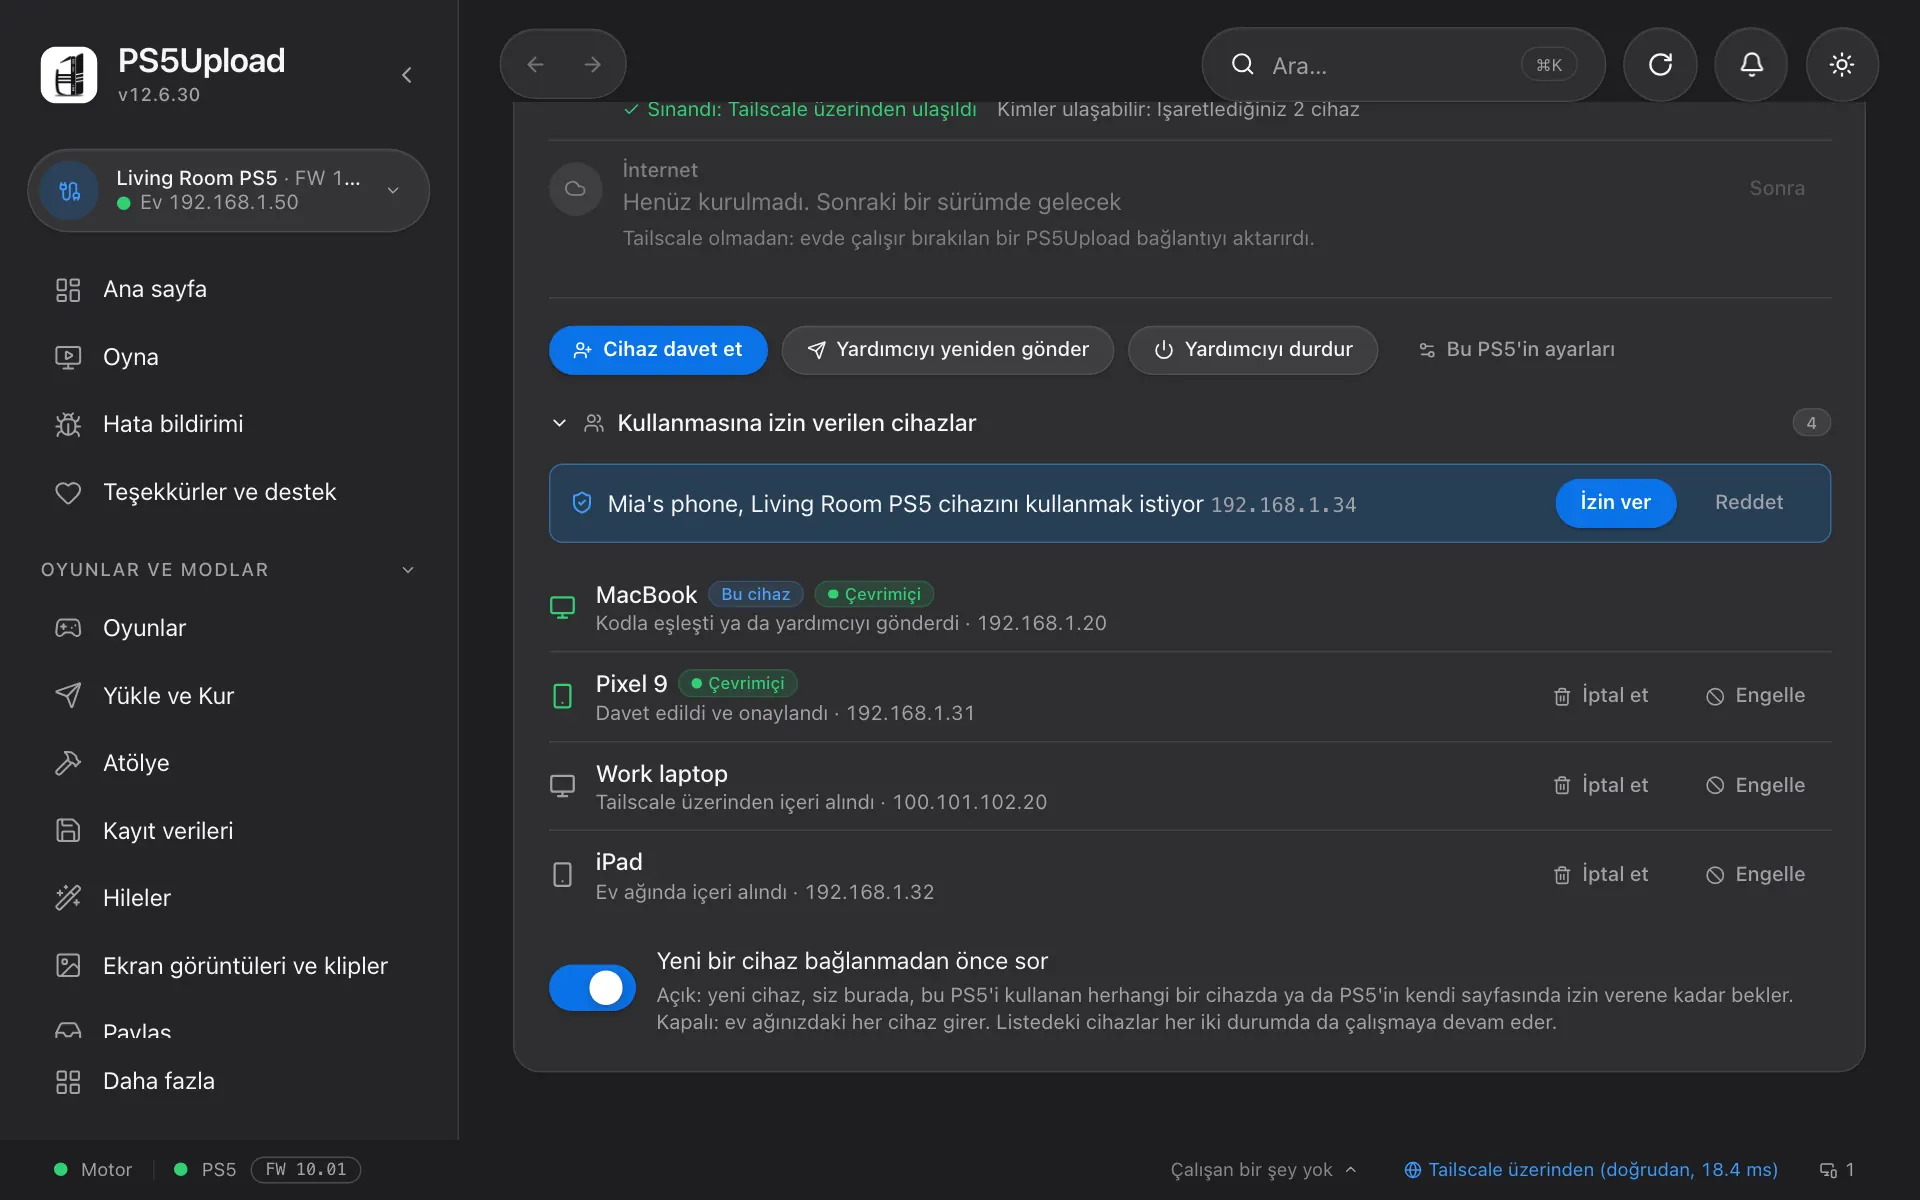 PS5Upload
v12.6.30
Living Room PS5 · FW 1...
Ev 192.168.1.50
Ana sayfa
Oyna
Hata bildirimi
Teşekkürler ve destek
OYUNLAR VE MODLAR
Oyunlar
Yükle ve Kur
Atölye
Kayıt verileri
Hileler
Ekran görüntüleri ve klipler
Paylaş
Daha fazla
Ara...
⌘K
Sınandı: Tailscale üzerinden ulaşıldı Kimler ulaşabilir: İşaretlediğiniz 2 cihaz
İnternet
Henüz kurulmadı. Sonraki bir sürümde gelecek
Sonra
Tailscale olmadan: evde çalışır bırakılan bir PS5Upload bağlantıyı aktarırdı.
Cihaz davet et
Yardımcıyı yeniden gönder
Yardımcıyı durdur
Bu PS5'in ayarları
Kullanmasına izin verilen cihazlar
4
Mia's phone, Living Room PS5 cihazını kullanmak istiyor 192.168.1.34
İzin ver
Reddet
MacBook Bu cihaz Çevrimiçi
Kodla eşleşti ya da yardımcıyı gönderdi · 192.168.1.20
Pixel 9 Çevrimiçi
Davet edildi ve onaylandı · 192.168.1.31
İptal et
Engelle
Work laptop
Tailscale üzerinden içeri alındı · 100.101.102.20
İptal et
Engelle
iPad
Ev ağında içeri alındı · 192.168.1.32
İptal et
Engelle
Yeni bir cihaz bağlanmadan önce sor
Açık: yeni cihaz, siz burada, bu PS5'i kullanan herhangi bir cihazda ya da PS5'in kendi sayfasında izin verene kadar bekler.
Kapalı: ev ağınızdaki her cihaz girer. Listedeki cihazlar her iki durumda da çalışmaya devam eder.
Motor
PS5
FW 10.01
Çalışan bir şey yok
Tailscale üzerinden (doğrudan, 18.4 ms)
1